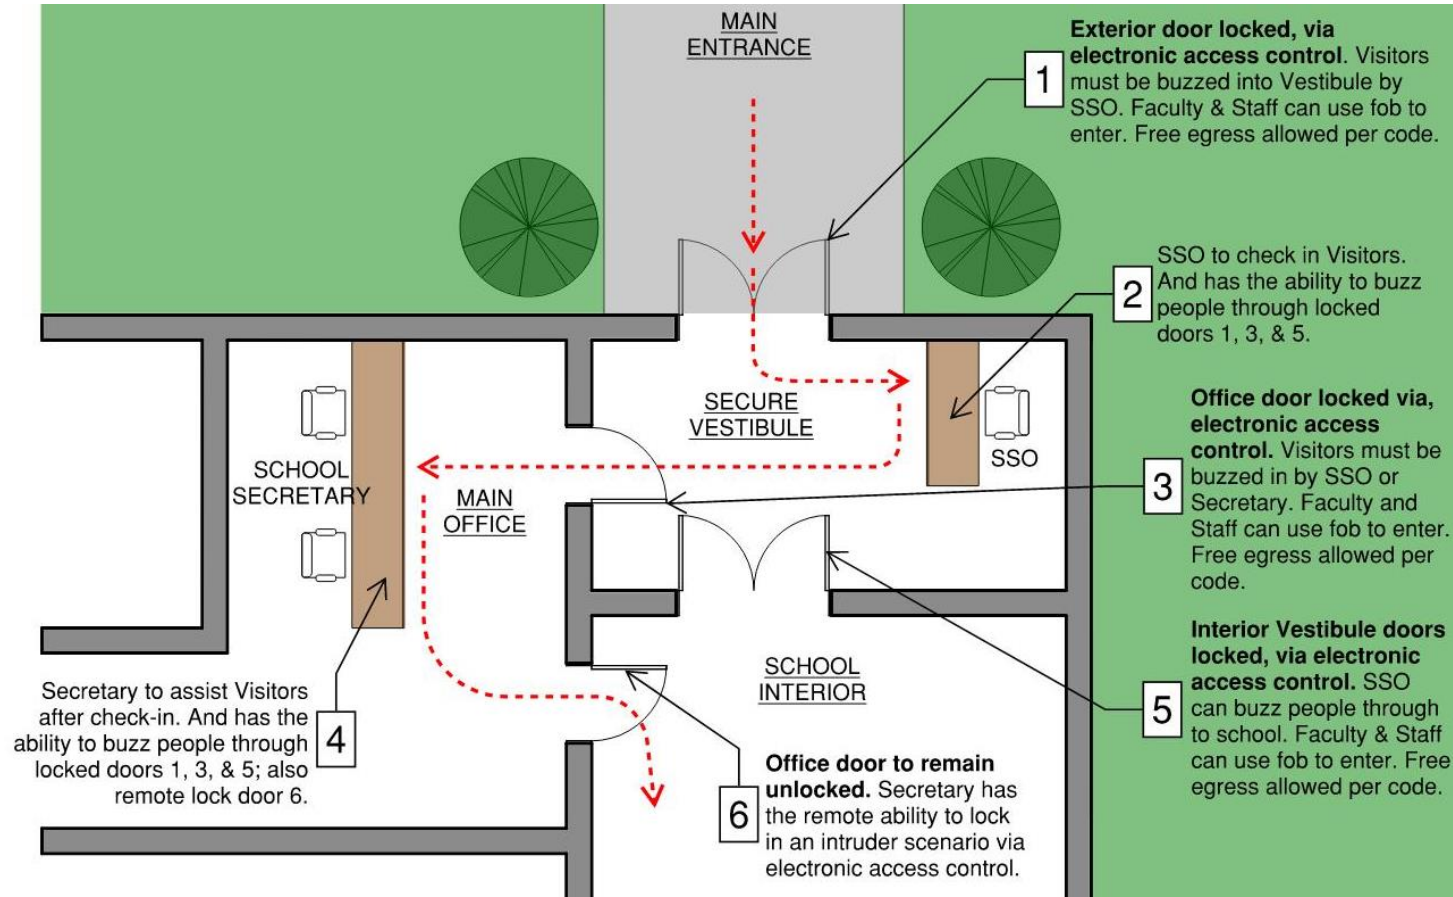 MAIN
ENTRANCE
1
Exterior door locked, via
electronic access control. Visitors
must be buzzed into Vestibule by
SSO. Faculty & Staff can use fob to
enter. Free egress allowed per code.
2
SSO to check in Visitors.
And has the ability to buzz
people through locked
doors 1, 3, & 5.
SECURE
VESTIBULE
SSO
SCHOOL
SECRETARY
MAIN
OFFICE
3
Office door locked via,
electronic access
control. Visitors must be
buzzed in by SSO or
Secretary. Faculty and
Staff can use fob to enter.
Free egress allowed per
code.
4
Secretary to assist Visitors
after check-in. And has the
ability to buzz people through
locked doors 1, 3, & 5; also
remote lock door 6.
SCHOOL
INTERIOR
5
Interior Vestibule doors
locked, via electronic
access control. SSO
can buzz people through
to school. Faculty & Staff
can use fob to enter. Free
egress allowed per code.
6
Office door to remain
unlocked. Secretary has
the remote ability to lock
in an intruder scenario via
electronic access control.